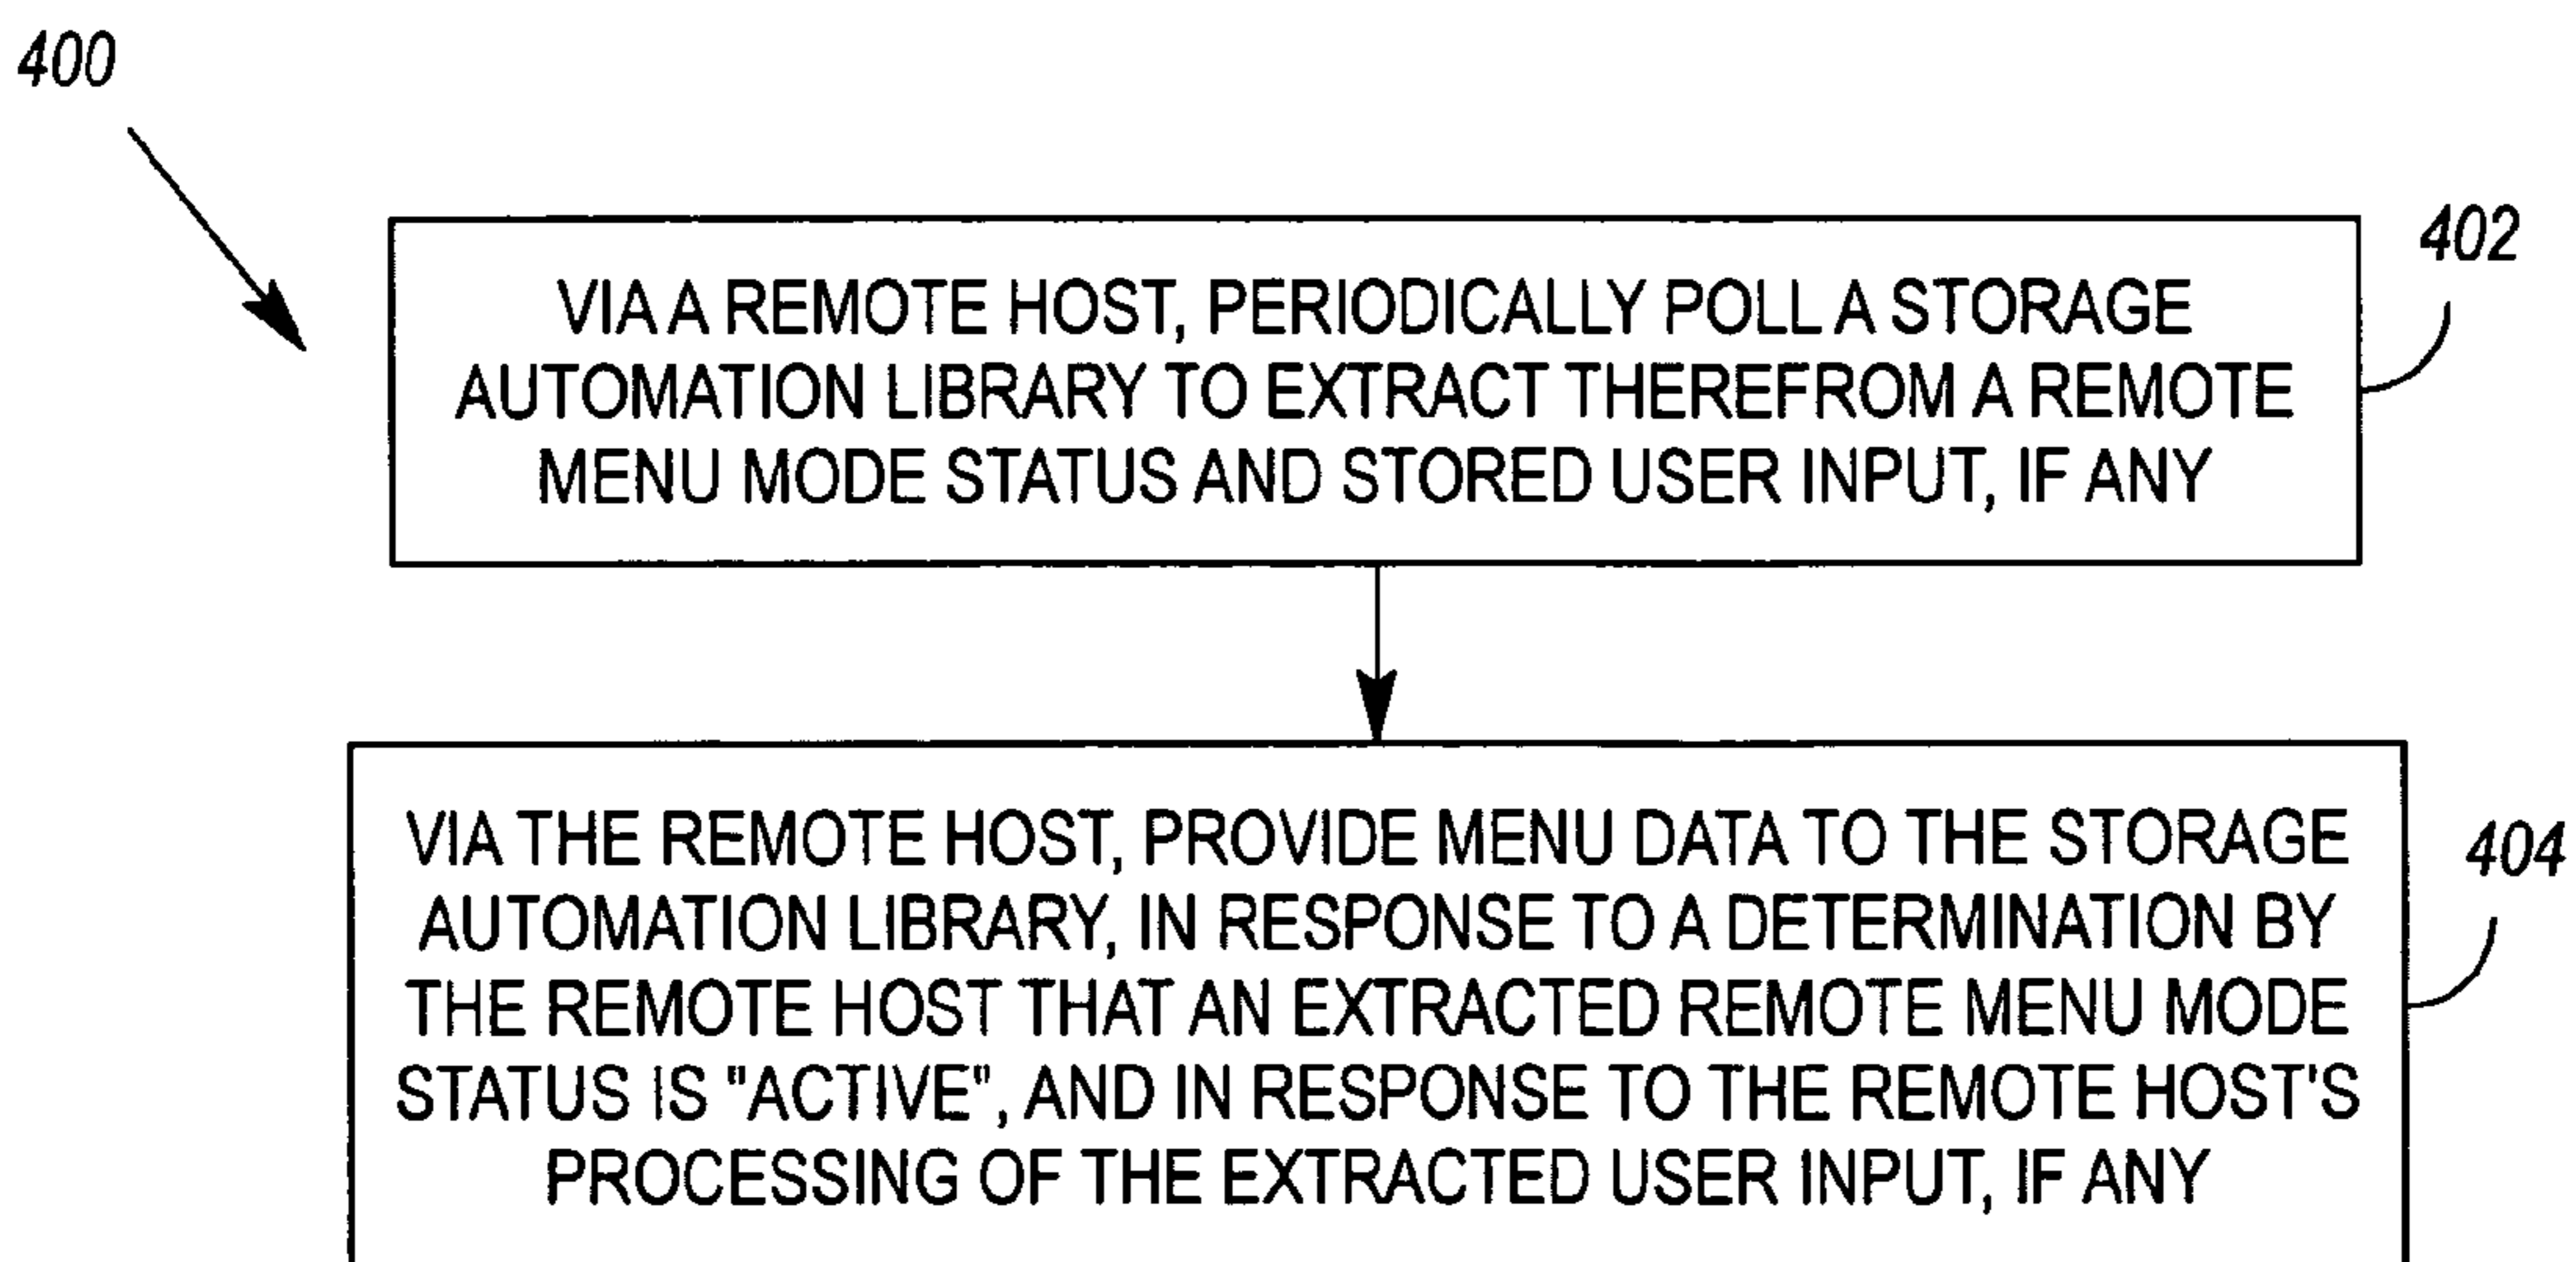 400
402
VIA A REMOTE HOST, PERIODICALLY POLL A STORAGE
AUTOMATION LIBRARY TO EXTRACT THEREFROM A REMOTE
MENU MODE STATUS AND STORED USER INPUT, IF ANY
VIA THE REMOTE HOST, PROVIDE MENU DATA TO THE STORAGE
AUTOMATION LIBRARY, IN RESPONSE TO A DETERMINATION BY
THE REMOTE HOST THAT AN EXTRACTED REMOTE MENU MODE
STATUS IS "ACTIVE", AND IN RESPONSE TO THE REMOTE HOST'S
PROCESSING OF THE EXTRACTED USER INPUT, IF ANY
404